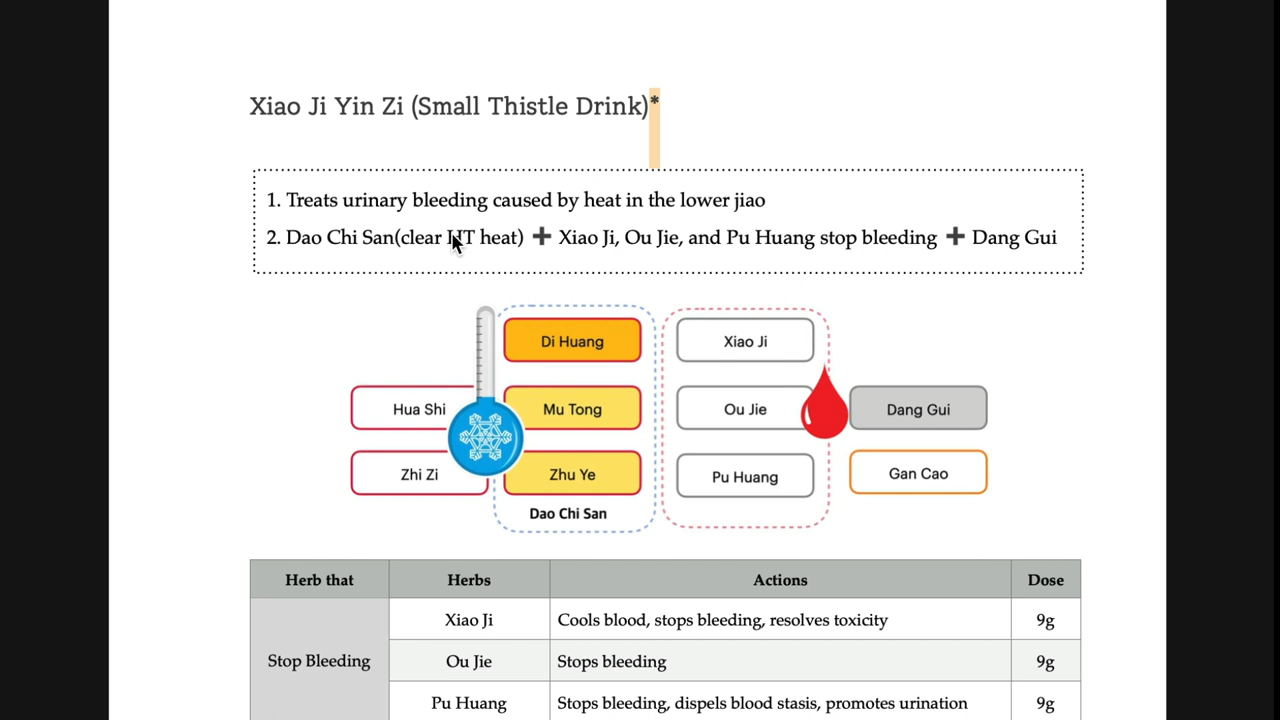 Xiao Ji Yin Zi (Small Thistle Drink)*
1. Treats urinary bleeding caused by heat in the lower jiao
2. Dao Chi San(clear HT heat) ➕ Xiao Ji, Ou Jie, and Pu Huang stop bleeding ➕ Dang Gui
Di Huang
Xiao Ji
Hua Shi
Mu Tong
Ou Jie
Dang Gui
Zhi Zi
Zhu Ye
Pu Huang
Gan Cao
Dao Chi San
Herb that Herbs Actions Dose
Xiao Ji Cools blood, stops bleeding, resolves toxicity 9g
Stop Bleeding Ou Jie Stops bleeding 9g
Pu Huang Stops bleeding, dispels blood stasis, promotes urination 9g